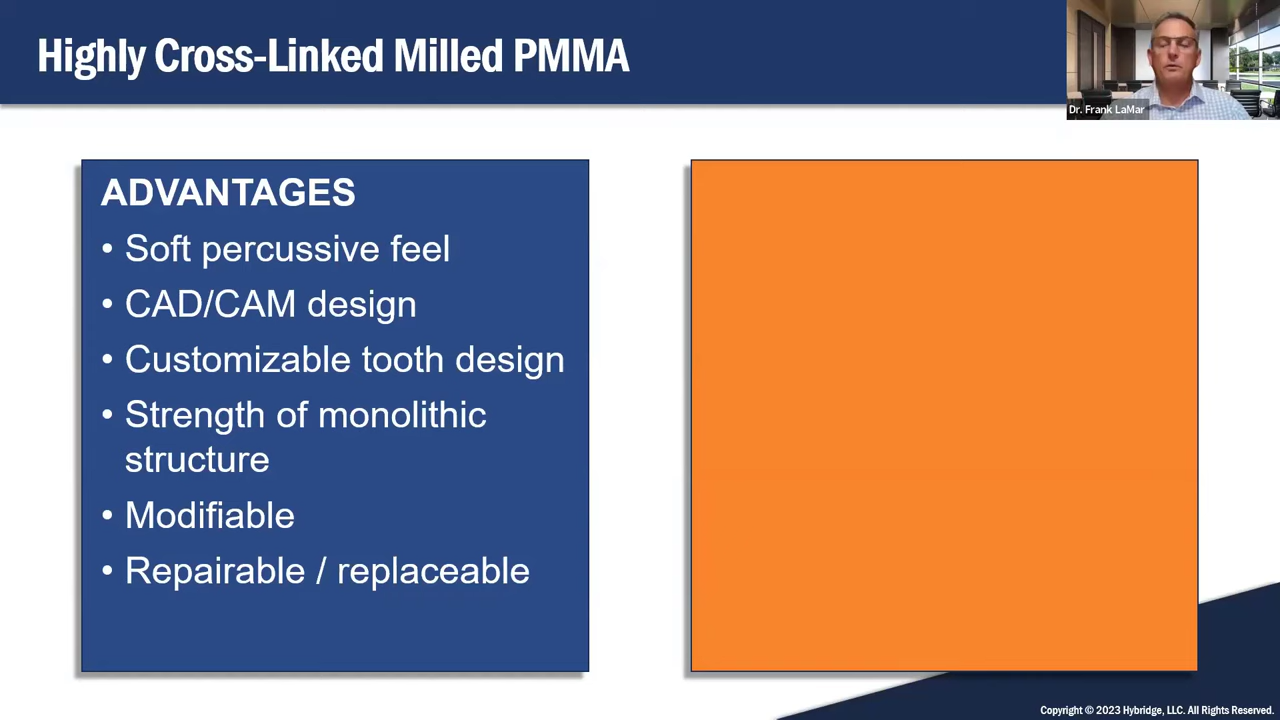 Highly Cross-Linked Milled PMMA
Dr. Frank LaMar
ADVANTAGES
• Soft percussive feel
• CAD/CAM design
• Customizable tooth design
• Strength of monolithic
structure
• Modifiable
• Repairable / replaceable
Copyright © 2023 Hybridge, LLC. All Rights Reserved.